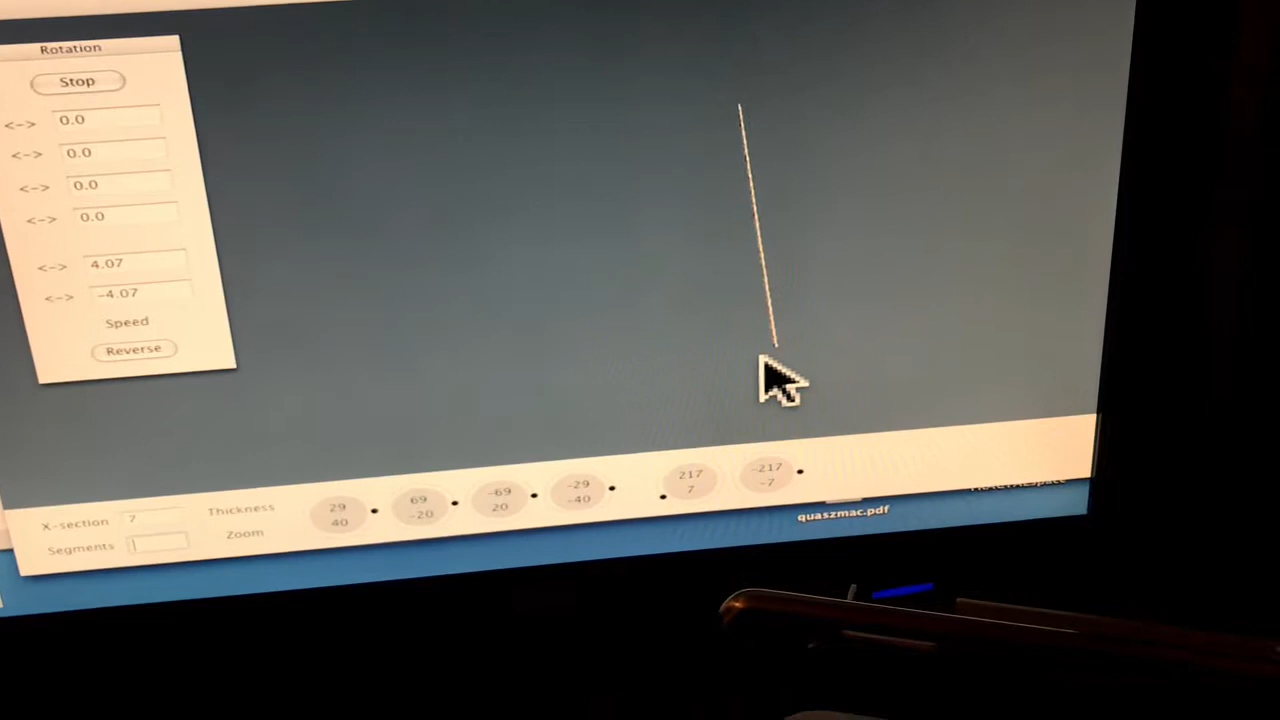 Rotation
Stop
<-> 0.0
<-> 0.0
<-> 0.0
<-> 0.0
<-> 4.07
<-> -4.07
Speed
Reverse
X-section 7 Thickness
Segments Zoom
29
40
69
-20
-69
20
-29
-40
217
7
-217
-7
quaszmac.pdf